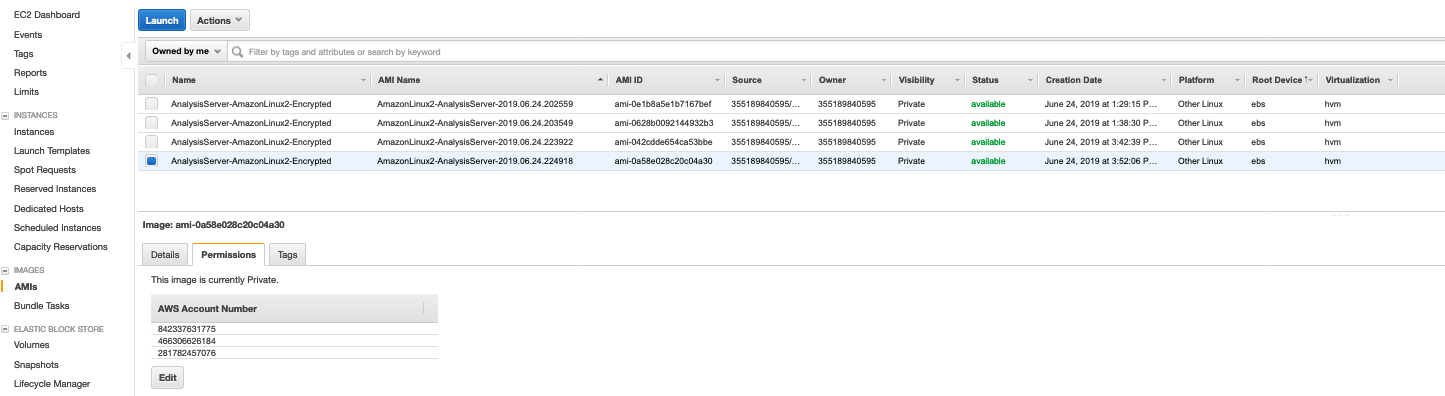 EC2 Dashboard
Events
Tags
Reports
Limits
INSTANCES
Instances
Launch Templates
Spot Requests
Reserved Instances
Dedicated Hosts
Scheduled Instances
Capacity Reservations
IMAGES
AMIs
Bundle Tasks
ELASTIC BLOCK STORE
Volumes
Snapshots
Lifecycle Manager
Launch Actions
Owned by me Filter by tags and attributes or search by keyword
Name AMI Name AMI ID Source Owner Visibility Status Creation Date Platform Root Device Virtualization
AnalysisServer-AmazonLinux2-Encrypted AmazonLinux2-AnalysisServer-2019.06.24.202559 ami-0e1b8a5e1b7167bef 355189840595/... 355189840595 Private available June 24, 2019 at 1:29:15 P... Other Linux ebs hvm
AnalysisServer-AmazonLinux2-Encrypted AmazonLinux2-AnalysisServer-2019.06.24.203549 ami-0628b0092144932b3 355189840595/... 355189840595 Private available June 24, 2019 at 1:38:30 P... Other Linux ebs hvm
AnalysisServer-AmazonLinux2-Encrypted AmazonLinux2-AnalysisServer-2019.06.24.223922 ami-042cdde654ca53bbe 355189840595/... 355189840595 Private available June 24, 2019 at 3:42:39 P... Other Linux ebs hvm
AnalysisServer-AmazonLinux2-Encrypted AmazonLinux2-AnalysisServer-2019.06.24.224918 ami-0a58e028c20c04a30 355189840595/... 355189840595 Private available June 24, 2019 at 3:52:06 P... Other Linux ebs hvm
Image: ami-0a58e028c20c04a30
Details Permissions Tags
This image is currently Private.
AWS Account Number
842337631775
466306626184
281782457076
Edit